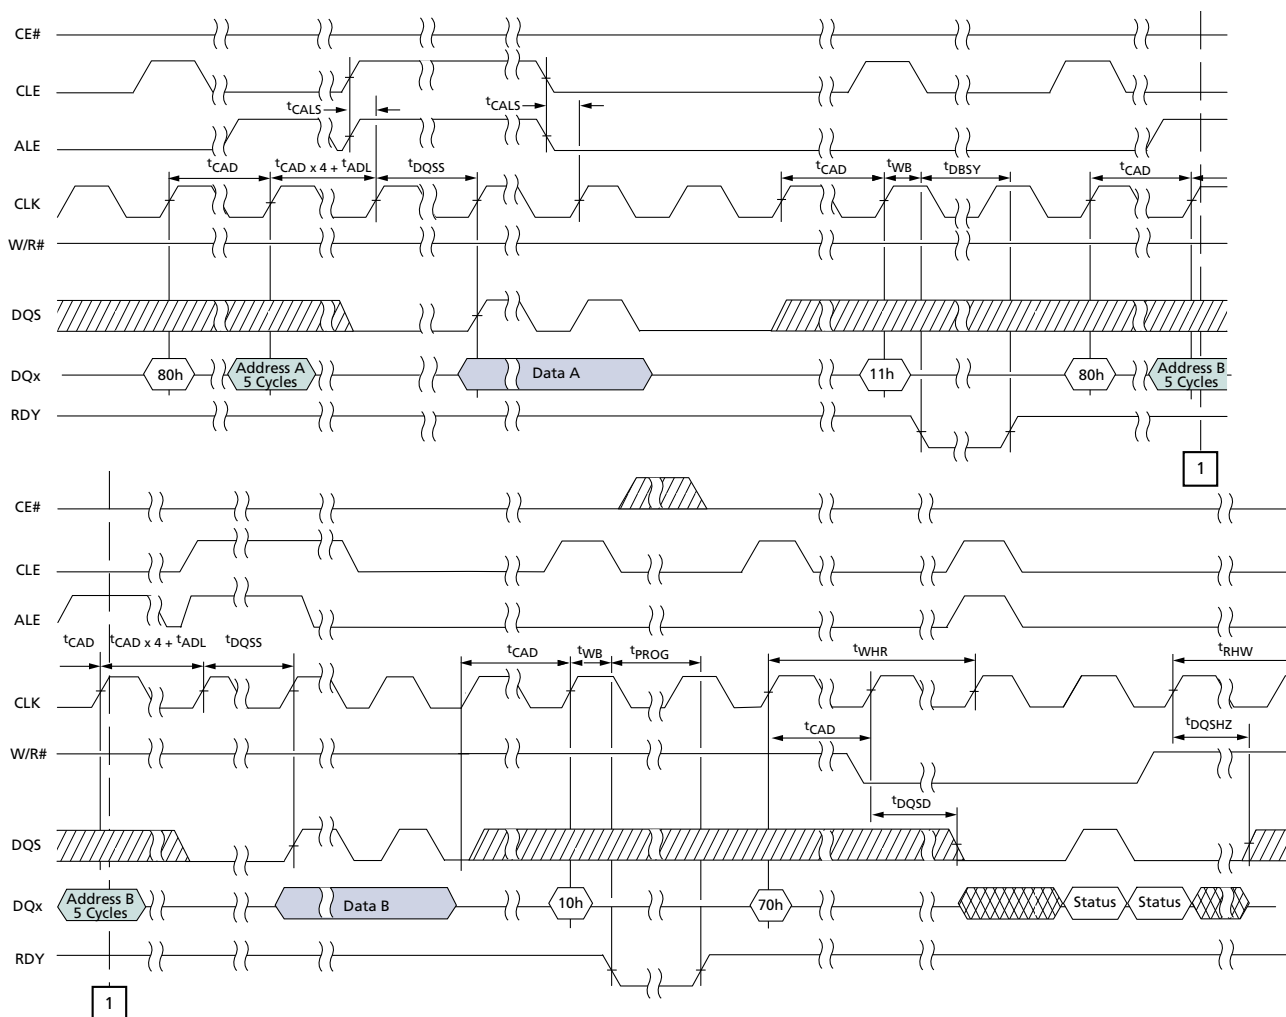 CE#
CLE
tCALS
tCALS
ALE
tCAD
tCAD x 4 + tADL
tDQSS
tCAD
tWB
tDBSY
tCAD
CLK
W/R#
DQS
DQx
80h
Address A
5 Cycles
Data A
11h
80h
Address B
5 Cycles
RDY
1
CE#
CLE
ALE
tCAD
tCAD x 4 + tADL
tDQSS
tCAD
tWB
tPROG
tWHR
tRHW
CLK
tCAD
tDQSHZ
W/R#
tDQSD
DQS
DQx
Address B
5 Cycles
Data B
10h
70h
Status
Status
RDY
1